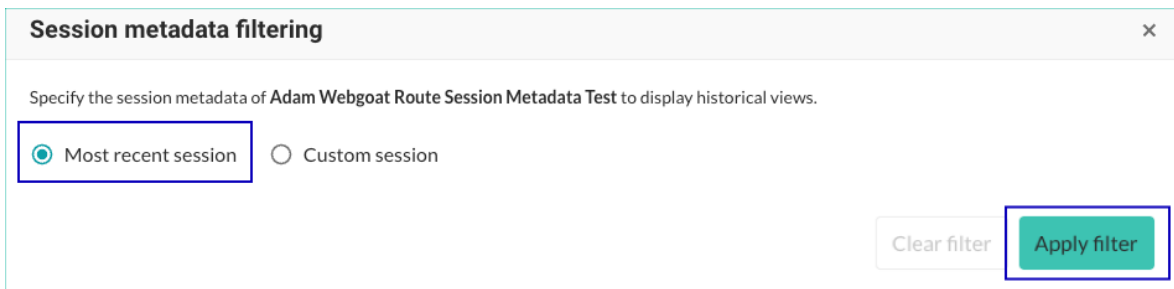 Session metadata filtering ×
Specify the session metadata of Adam Webgoat Route Session Metadata Test to display historical views.
Most recent session Custom session
Clear filter Apply filter